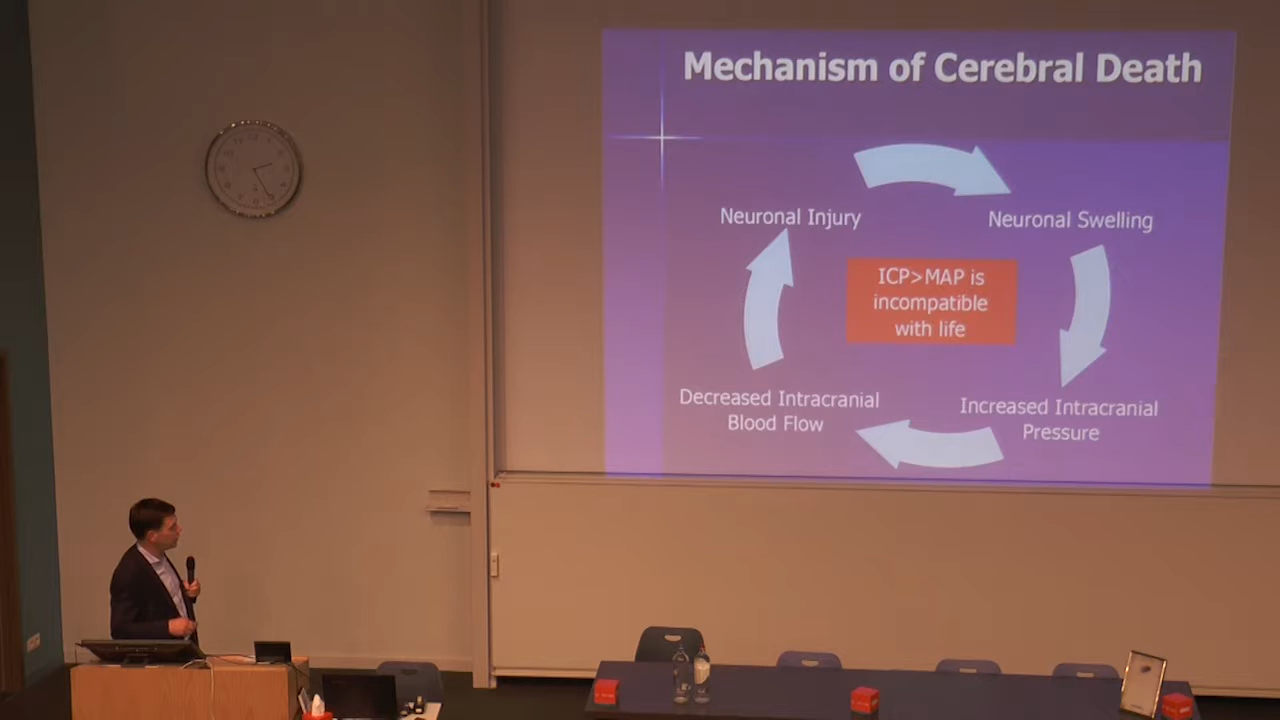 Mechanism of Cerebral Death
Neuronal Injury
Neuronal Swelling
ICP>MAP is
incompatible
with life
Decreased Intracranial
Blood Flow
Increased Intracranial
Pressure